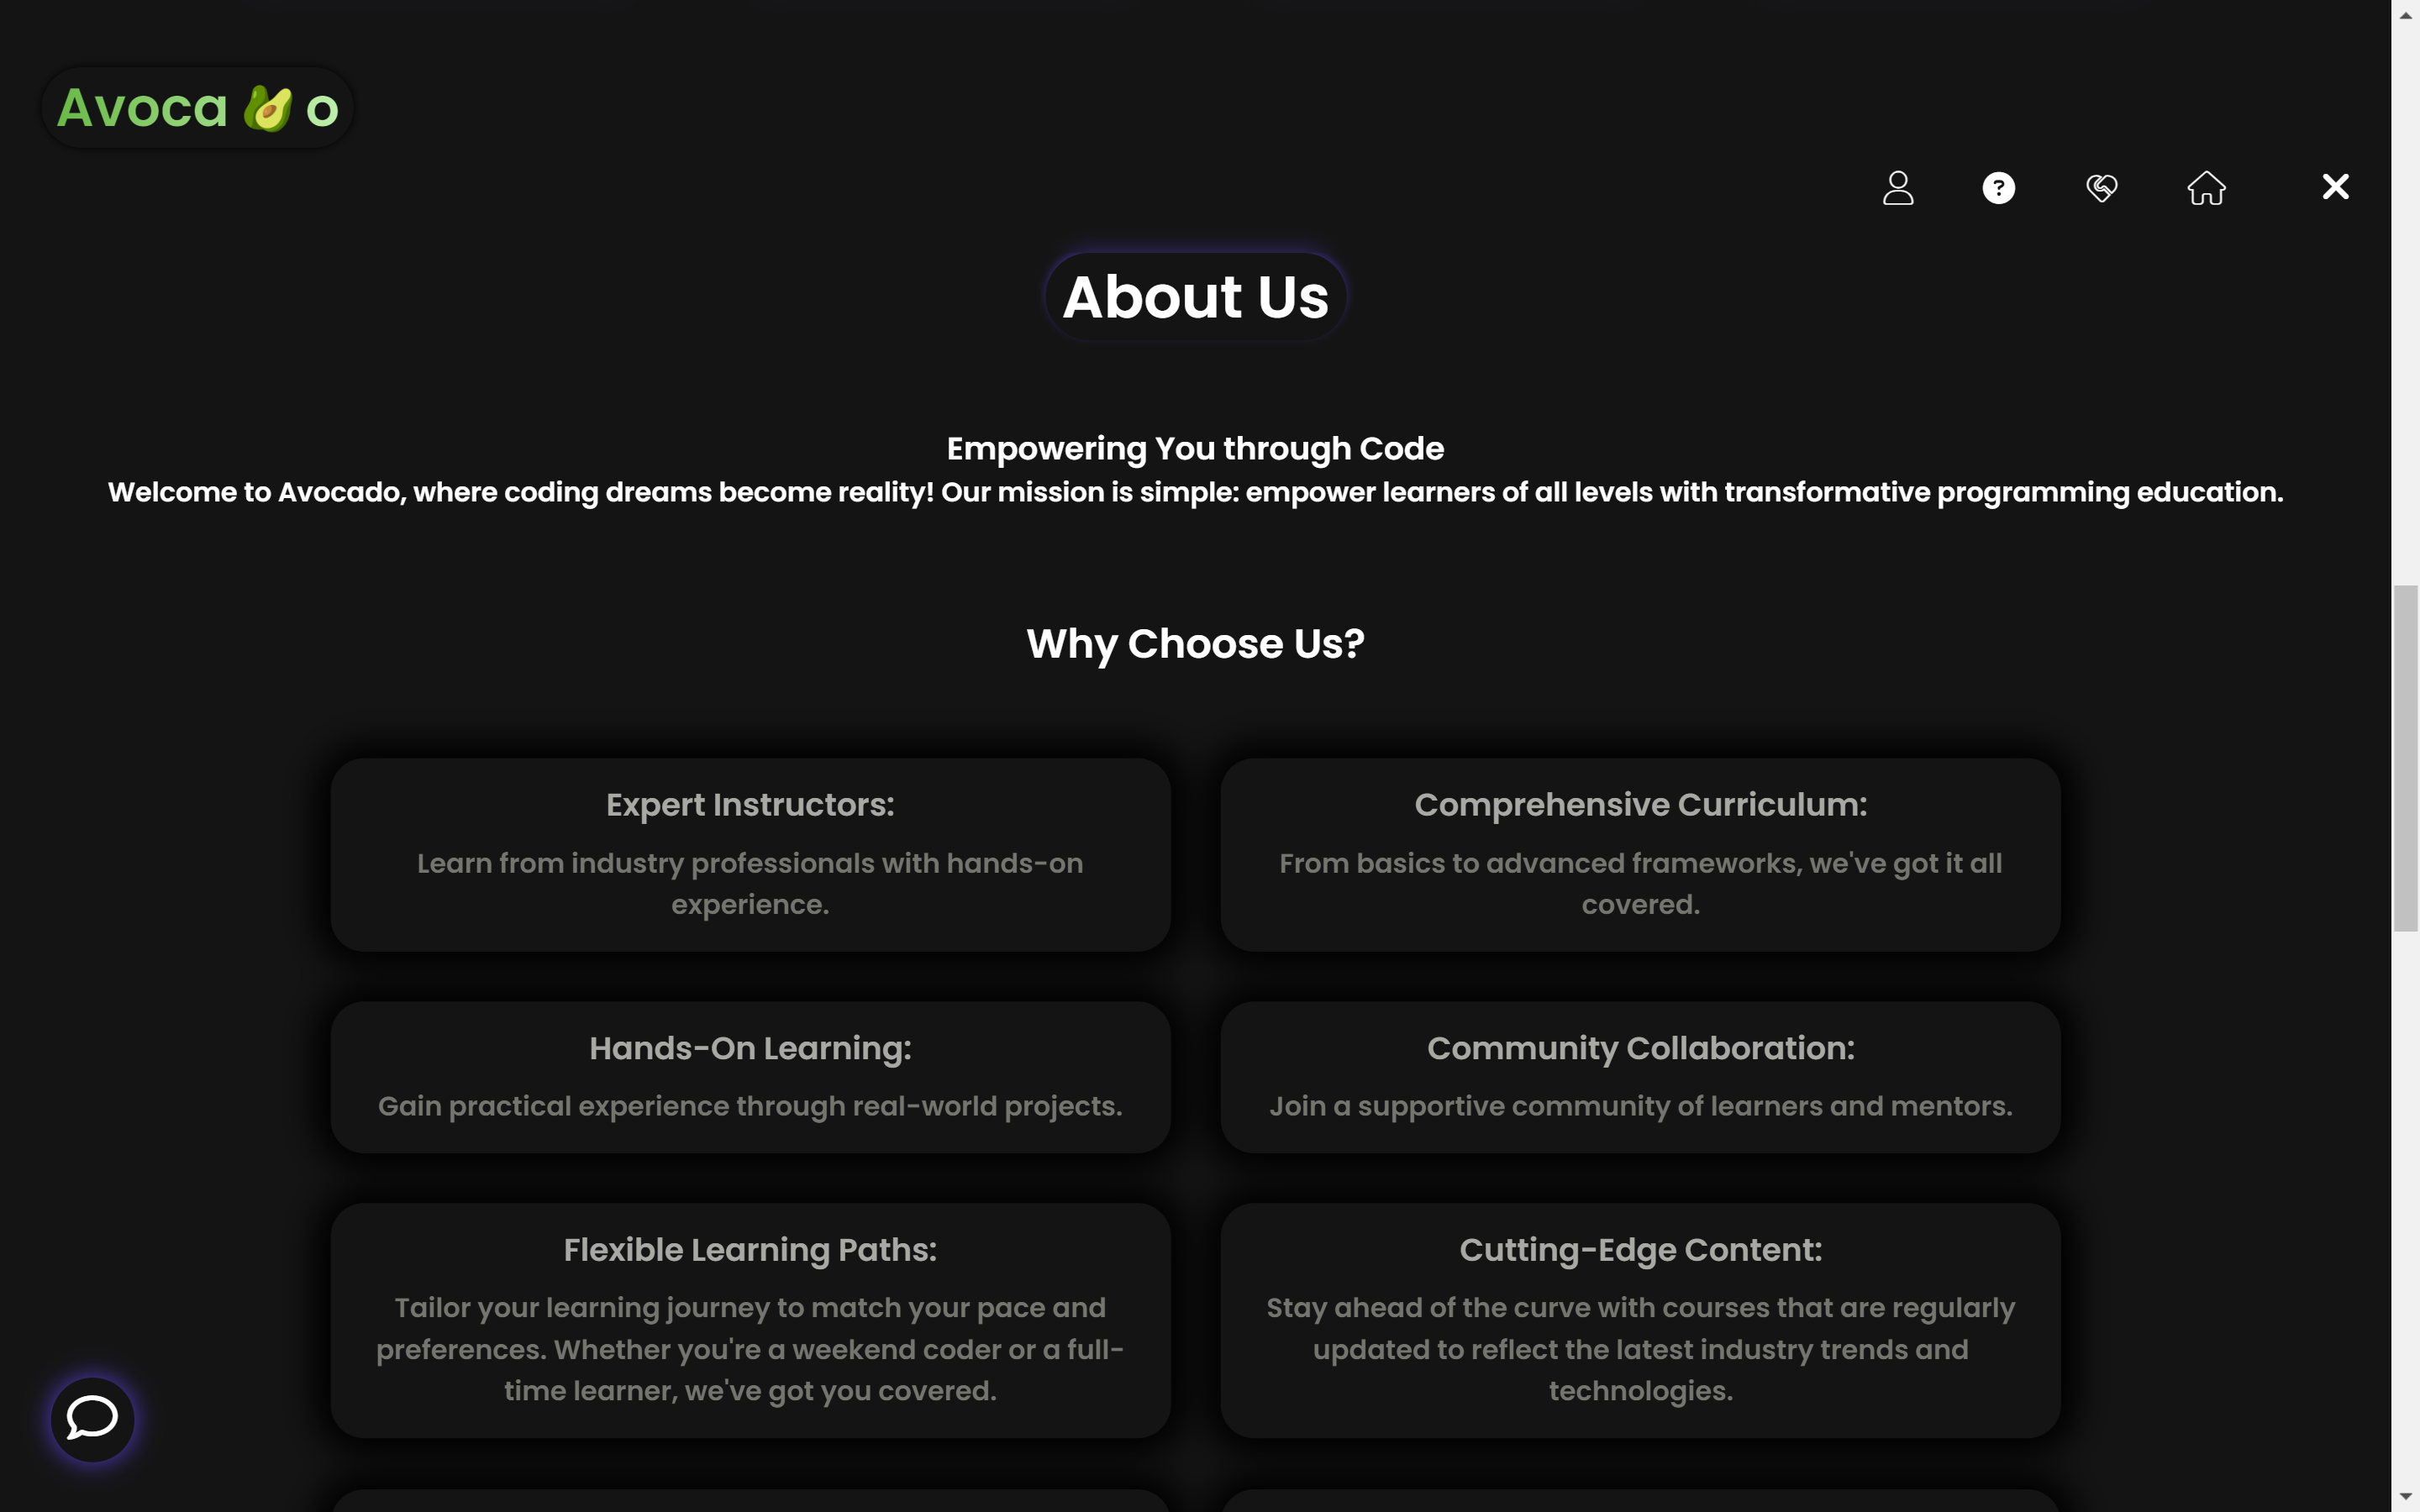 Avoca🥑o
About Us
Empowering You through Code
Welcome to Avocado, where coding dreams become reality! Our mission is simple: empower learners of all levels with transformative programming education.
Why Choose Us?
Expert Instructors:
Learn from industry professionals with hands-on
experience.
Comprehensive Curriculum:
From basics to advanced frameworks, we've got it all
covered.
Hands-On Learning:
Gain practical experience through real-world projects.
Community Collaboration:
Join a supportive community of learners and mentors.
Flexible Learning Paths:
Tailor your learning journey to match your pace and
preferences. Whether you're a weekend coder or a full-
time learner, we've got you covered.
Cutting-Edge Content:
Stay ahead of the curve with courses that are regularly
updated to reflect the latest industry trends and
technologies.